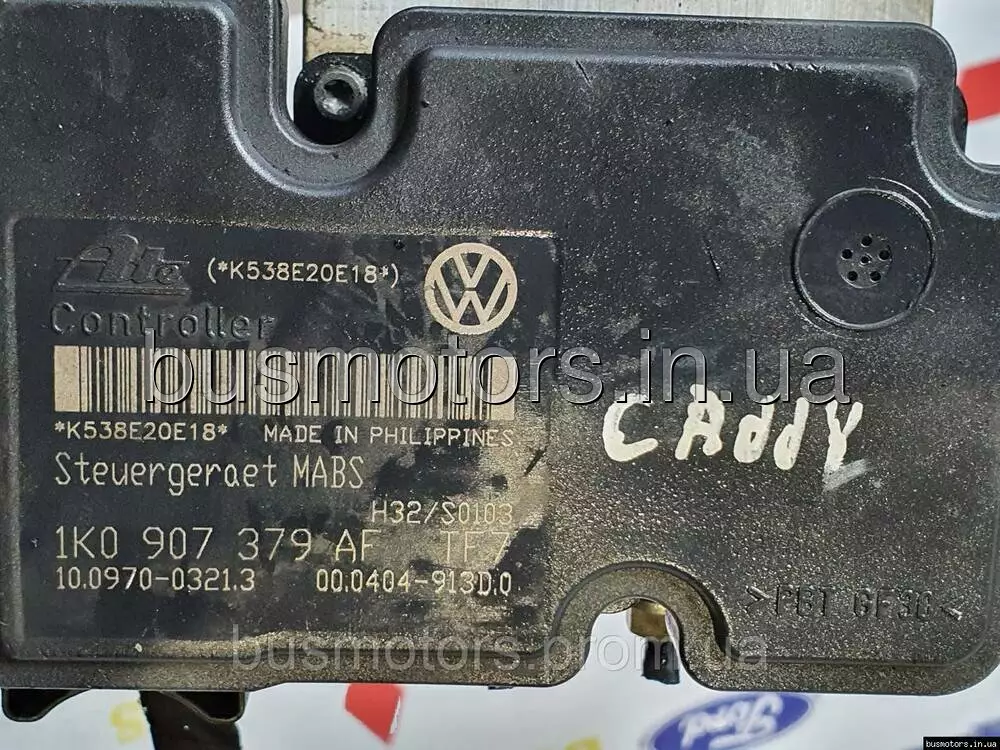 Ate (*K538E20E18*)
Controller
busmotors.in.ua
CAddY
*K538E20E18* MADE IN PHILIPPINES
Steuergeraet MABS
H32/S0103
1K0 907 379 AF TF7
10.0970-0321.3 00.0404-913D.0
>PBT GF30<
busmotors.prom.ua
Ford
busmotors.in.ua